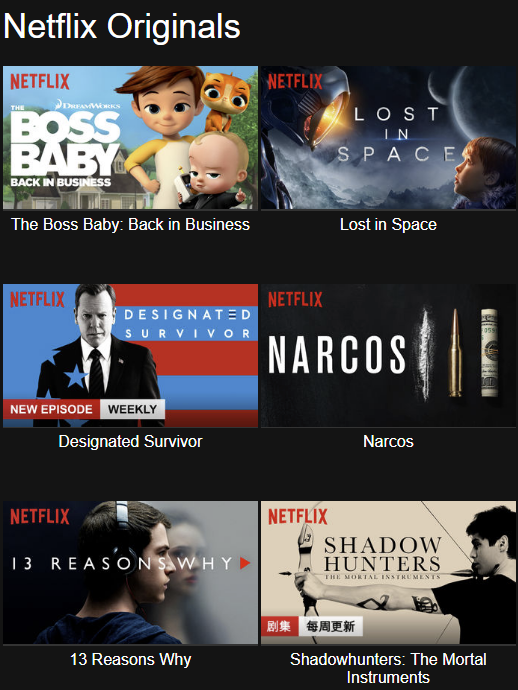 Netflix Originals
NETFLIX
THE
DREAMWORKS
BOSS
BABY
BACK IN BUSINESS
The Boss Baby: Back in Business
NETFLIX
LOST
IN
SPACE
Lost in Space
NETFLIX
DESIGNATED
SURVIVOR
NEW EPISODE WEEKLY
Designated Survivor
NETFLIX
NARCOS
Narcos
NETFLIX
13 REASONS WHY
13 Reasons Why
NETFLIX
SHADOW
HUNTERS
THE MORTAL INSTRUMENTS
剧集 每周更新
Shadowhunters: The Mortal
Instruments